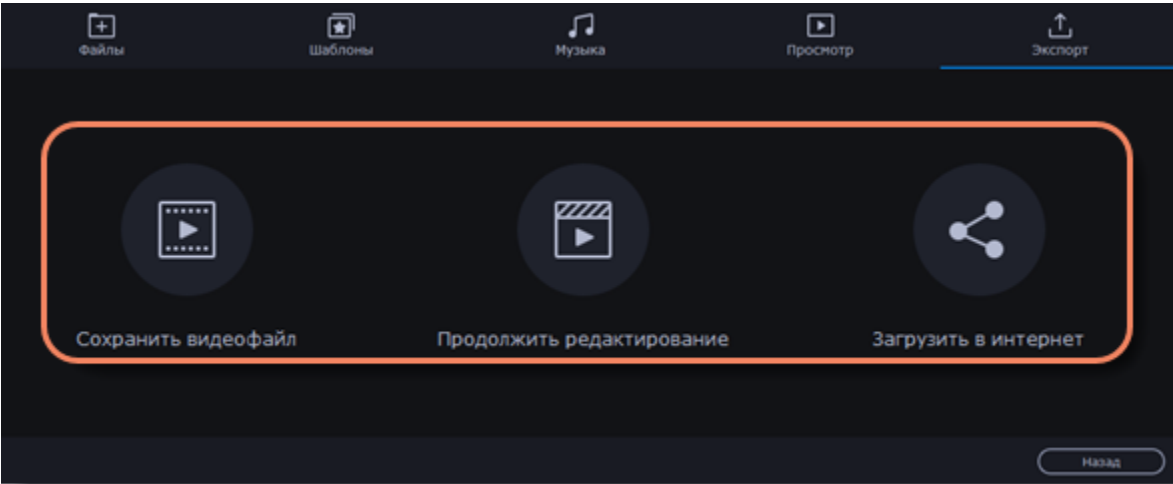 Файлы
Шаблоны
Музыка
Просмотр
Экспорт
Сохранить видеофайл
Продолжить редактирование
Загрузить в интернет
Назад